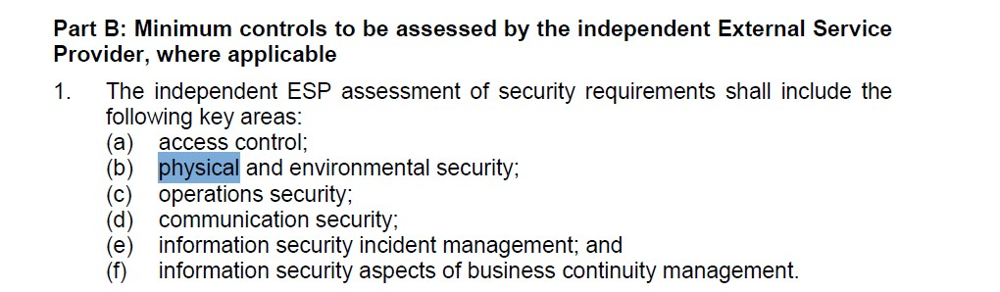 Part B: Minimum controls to be assessed by the independent External Service
Provider, where applicable
1. The independent ESP assessment of security requirements shall include the
following key areas:
(a) access control;
(b) physical and environmental security;
(c) operations security;
(d) communication security;
(e) information security incident management; and
(f) information security aspects of business continuity management.